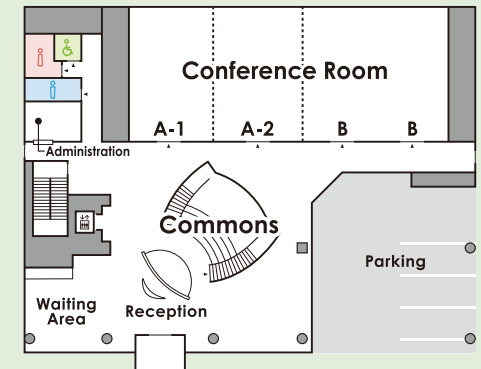 Conference Room
A-1
A-2
B
B
Administration
Commons
Parking
Waiting
Area
Reception